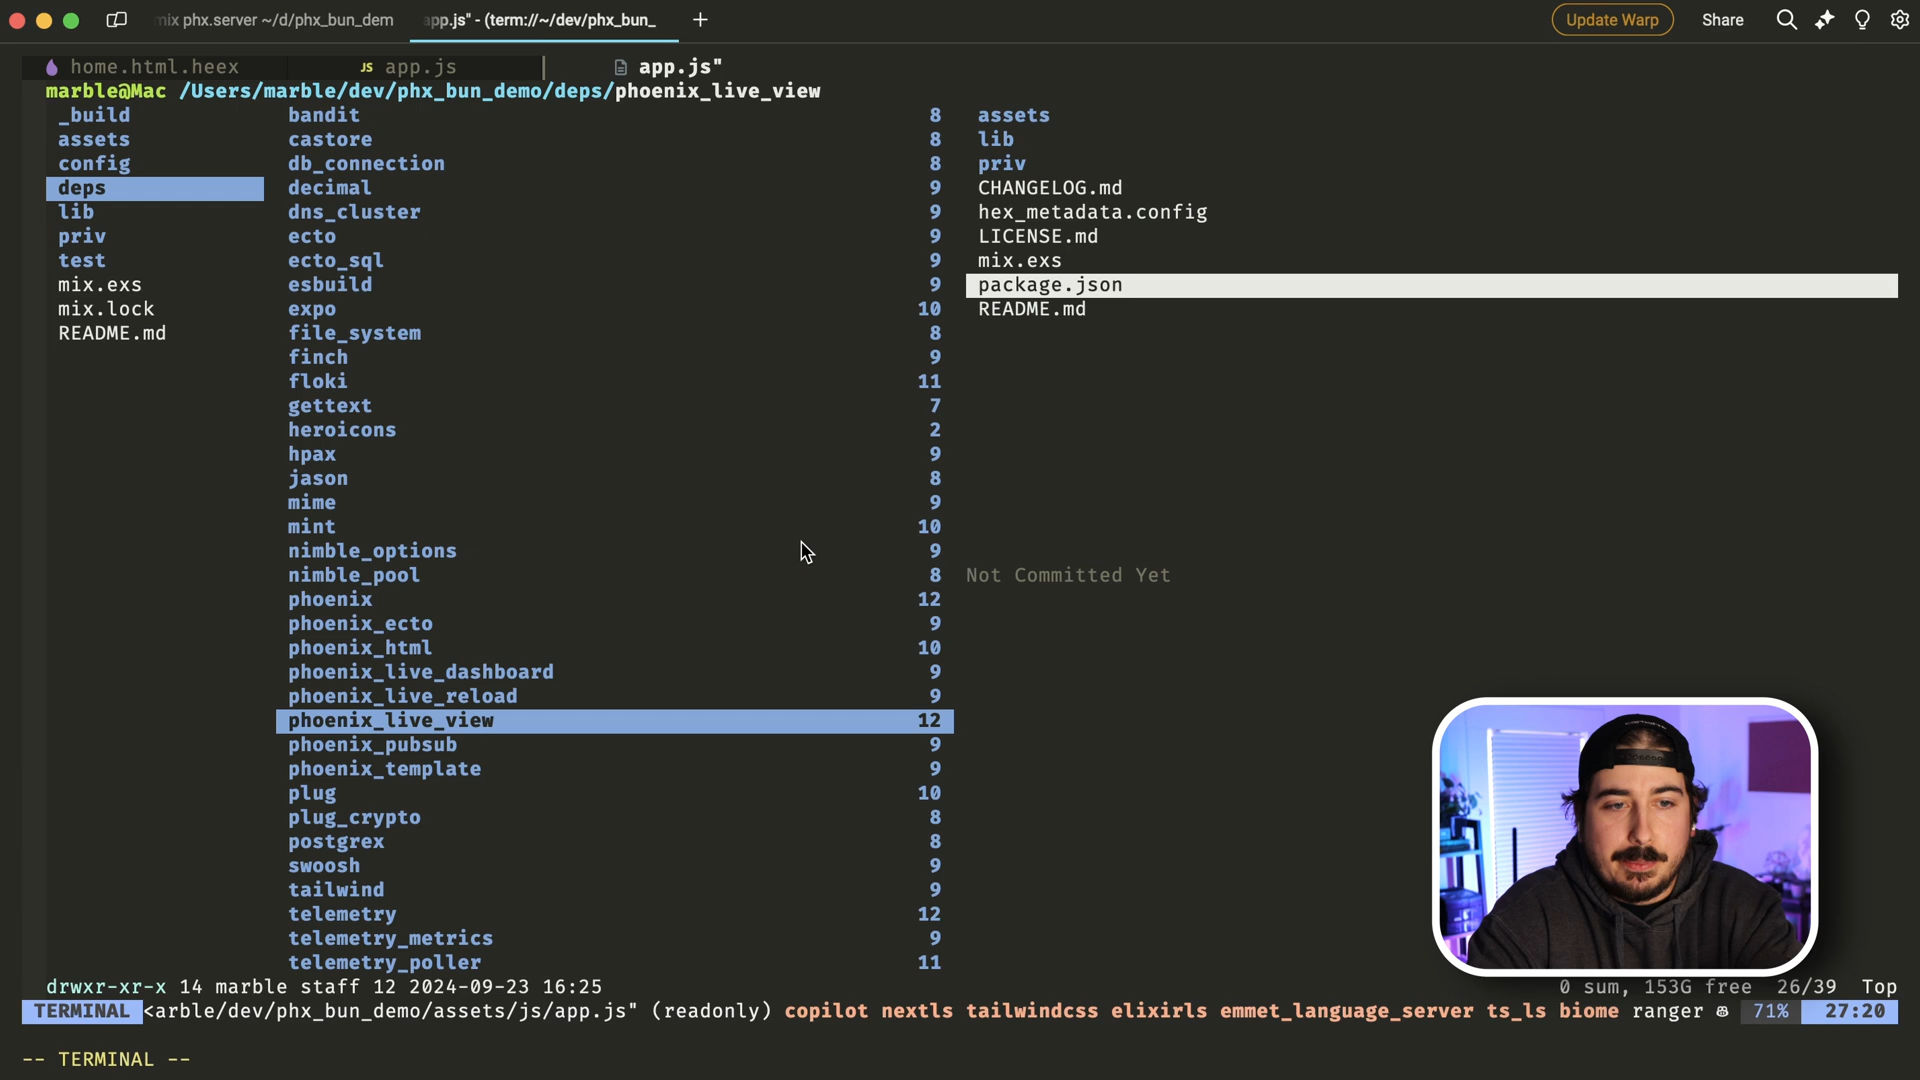 mix phx.server ~/d/phx_bun_dem
app.js" - (term://~/dev/phx_bun_
+
Update Warp
Share
home.html.heex
JS app.js
app.js"
marble@Mac /Users/marble/dev/phx_bun_demo/deps/phoenix_live_view
_build bandit 8 assets
assets castore 8 lib
config db_connection 8 priv
deps decimal 9 CHANGELOG.md
lib dns_cluster 9 hex_metadata.config
priv ecto 9 LICENSE.md
test ecto_sql 9 mix.exs
mix.exs esbuild 9 package.json
mix.lock expo 10 README.md
README.md file_system 8
finch 9
floki 11
gettext 7
heroicons 2
hpax 9
jason 8
mime 9
mint 10
nimble_options 9
nimble_pool 8 Not Committed Yet
phoenix 12
phoenix_ecto 9
phoenix_html 10
phoenix_live_dashboard 9
phoenix_live_reload 9
phoenix_live_view 12
phoenix_pubsub 9
phoenix_template 9
plug 10
plug_crypto 8
postgrex 8
swoosh 9
tailwind 9
telemetry 12
telemetry_metrics 9
telemetry_poller 11
drwxr-xr-x 14 marble staff 12 2024-09-23 16:25 0 sum, 153G free 26/39 Top
TERMINAL <arble/dev/phx_bun_demo/assets/js/app.js" (readonly) copilot nextls tailwindcss elixirls emmet_language_server ts_ls biome ranger 71% 27:20
-- TERMINAL --